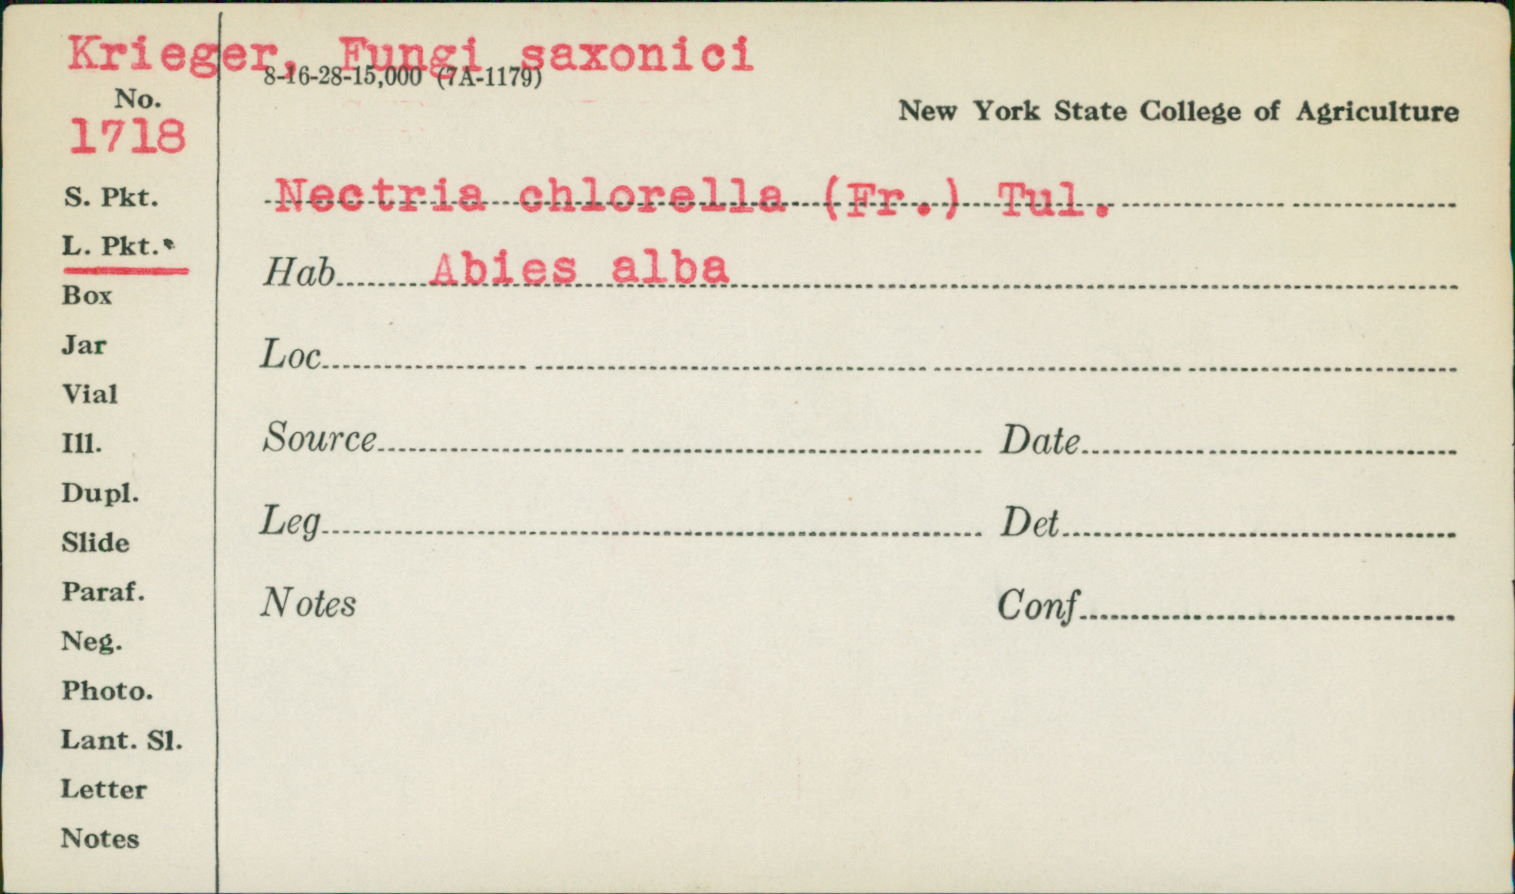 Krieger, Fungi saxonici
8-16-28-15,000 (7A-1179)
No.
1718
New York State College of Agriculture
S. Pkt.
Nectria chlorella (Fr.) Tul.
L. Pkt.
Hab. Abies alba
Box
Jar
Loc.
Vial
Ill.
Source Date
Dupl.
Slide
Leg. Det.
Paraf.
Notes Conf.
Neg.
Photo.
Lant. Sl.
Letter
Notes